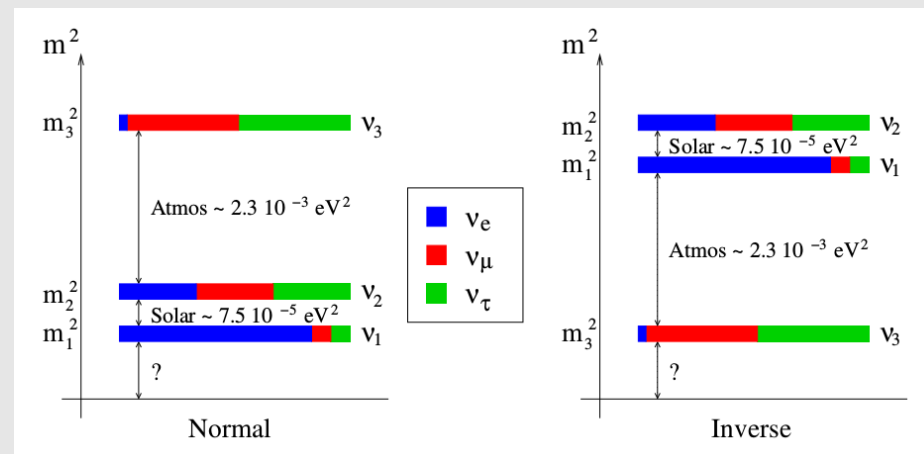 m²
m₃² ν₃
Atmos ~ 2.3 10 ⁻³ eV²
m₂² ν₂
Solar ~ 7.5 10 ⁻⁵ eV²
m₁² ν₁
?
Normal
νₑ
ν_μ
ν_τ
m²
m₂² ν₂
Solar ~ 7.5 10 ⁻⁵ eV²
m₁² ν₁
Atmos ~ 2.3 10 ⁻³ eV²
m₃² ν₃
?
Inverse